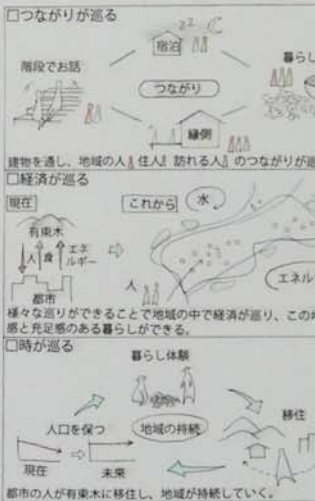 □つながりが巡る
宿泊
階段でお話
暮らし
つながり
縁側
建物を通し、地域の人 住人 訪れる人 のつながりが巡
□経済が巡る
現在
これから
水
有東木
人
食
エネ
ルギー
エネル
都市
人
様々な巡りができることで地域の中で経済が巡り、この地
感と充足感のある暮らしができる。
□時が巡る
暮らし体験
人口を保つ
地域の持続
移住
現在
未来
都市の人が有東木に移住し、地域が持続していく。